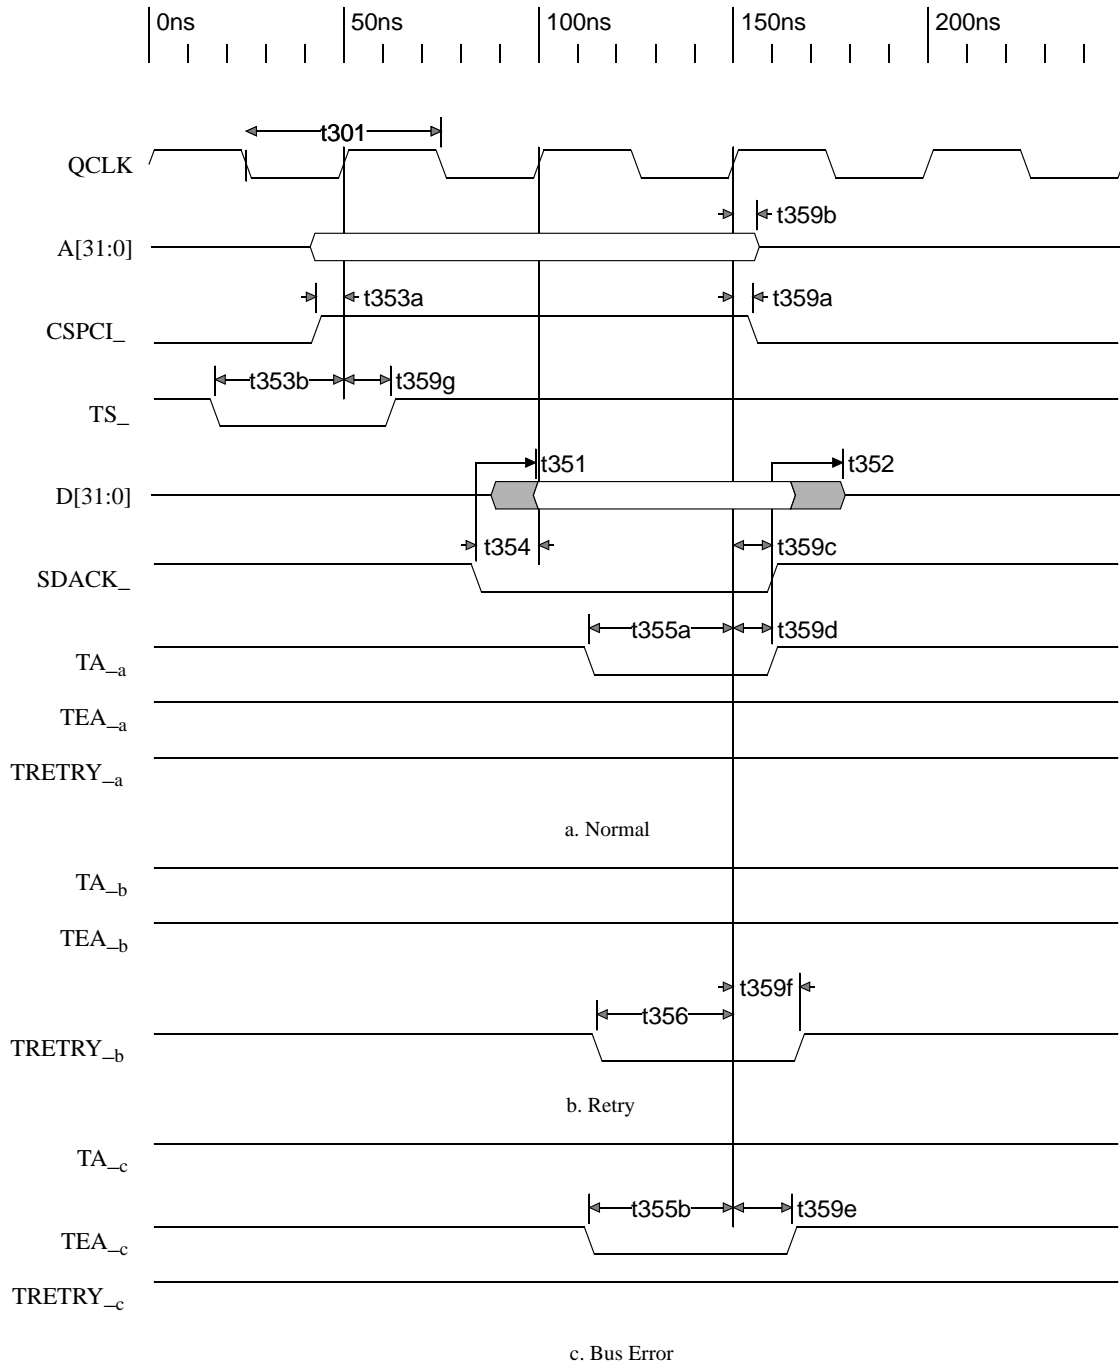 0ns 50ns 100ns 150ns 200ns
t301
QCLK
t359b
A[31:0]
t353a t359a
CSPCI_
t353b t359g
TS_
t351 t352
D[31:0]
t354 t359c
SDACK_
t355a t359d
TA_a
TEA_a
TRETRY_a
a. Normal
TA_b
TEA_b
t359f
t356
TRETRY_b
b. Retry
TA_c
t355b t359e
TEA_c
TRETRY_c
c. Bus Error